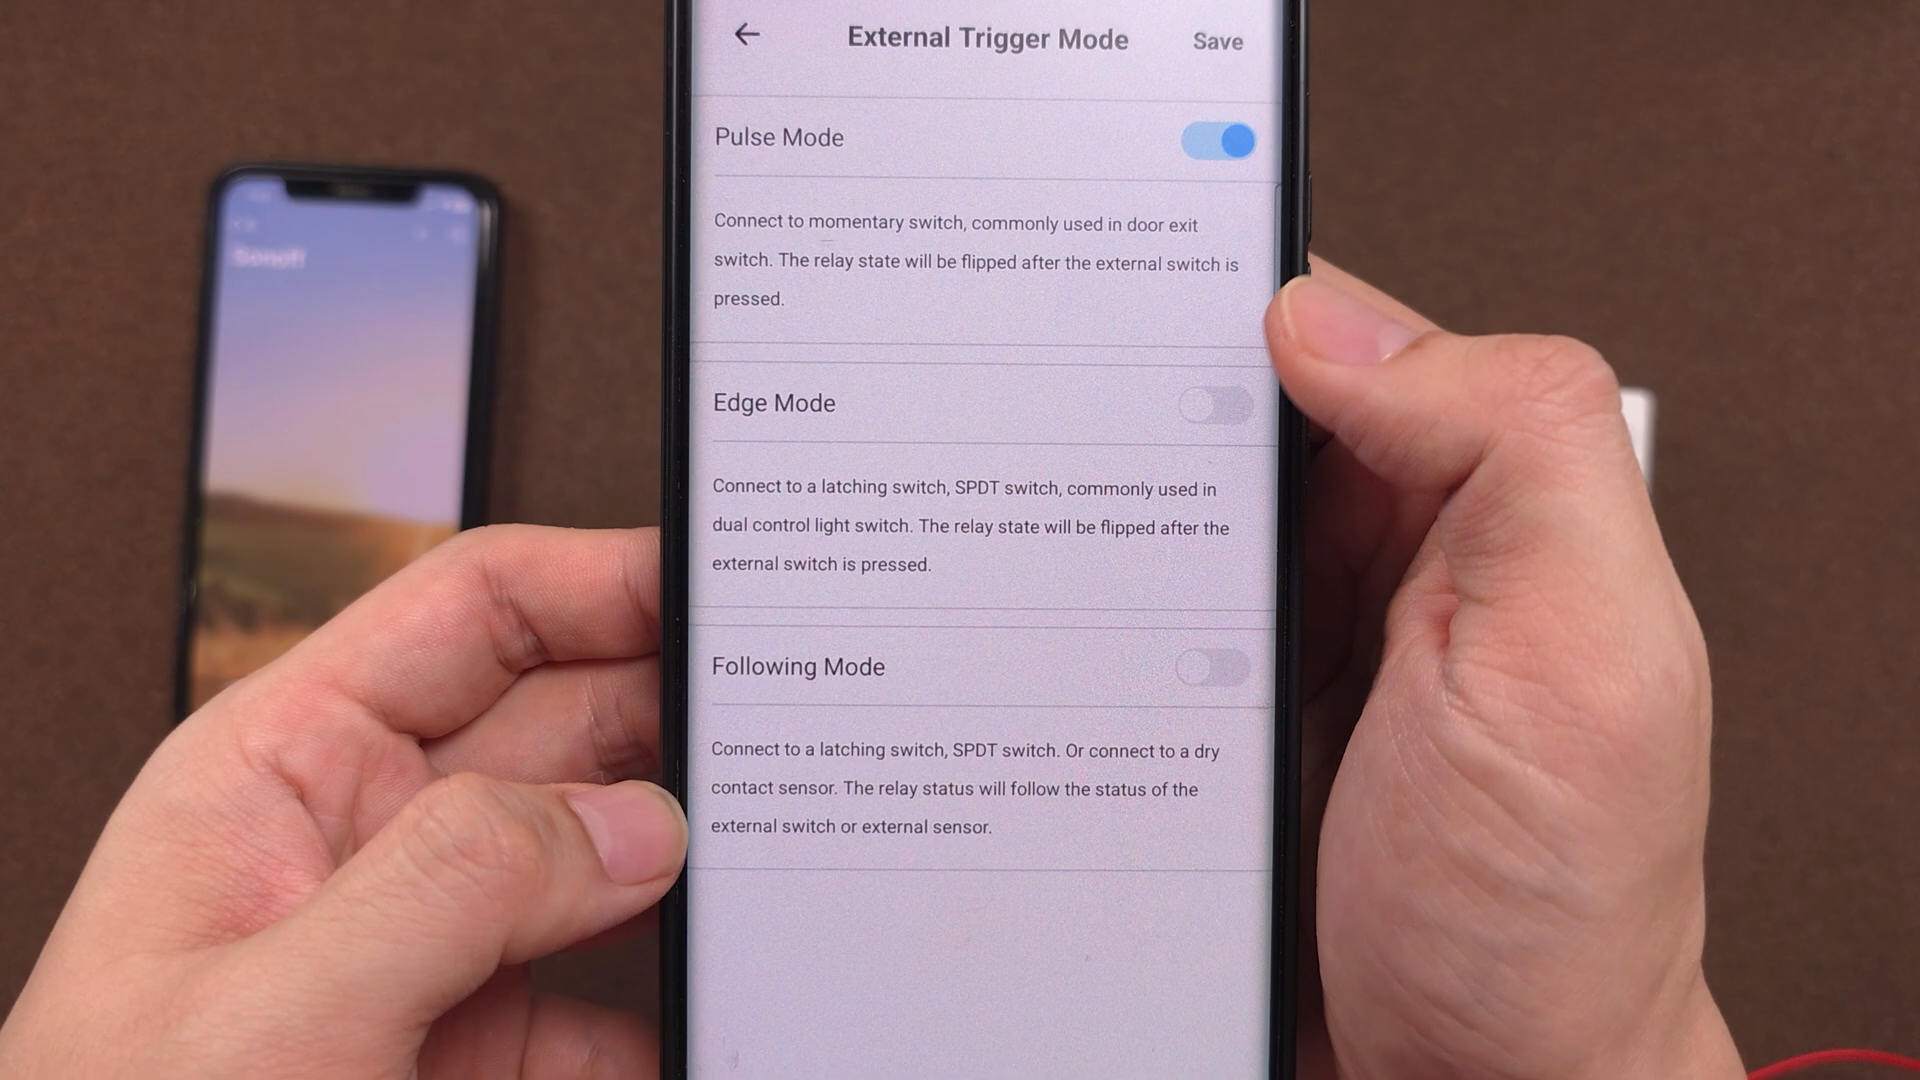 External Trigger Mode
Save
Pulse Mode
Connect to momentary switch, commonly used in door exit
switch. The relay state will be flipped after the external switch is
pressed.
Edge Mode
Connect to a latching switch, SPDT switch, commonly used in
dual control light switch. The relay state will be flipped after the
external switch is pressed.
Following Mode
Connect to a latching switch, SPDT switch. Or connect to a dry
contact sensor. The relay status will follow the status of the
external switch or external sensor.
Sonoff